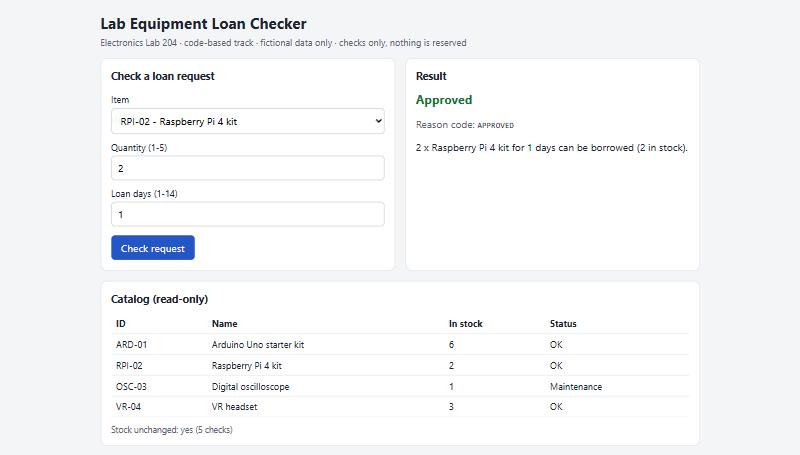 Lab Equipment Loan Checker
Electronics Lab 204 · code-based track · fictional data only · checks only, nothing is reserved
Check a loan request
Item
RPI-02 - Raspberry Pi 4 kit
Quantity (1-5)
2
Loan days (1-14)
1
Check request
Result
Approved
Reason code: APPROVED
2 x Raspberry Pi 4 kit for 1 days can be borrowed (2 in stock).
Catalog (read-only)
ID Name In stock Status
ARD-01 Arduino Uno starter kit 6 OK
RPI-02 Raspberry Pi 4 kit 2 OK
OSC-03 Digital oscilloscope 1 Maintenance
VR-04 VR headset 3 OK
Stock unchanged: yes (5 checks)